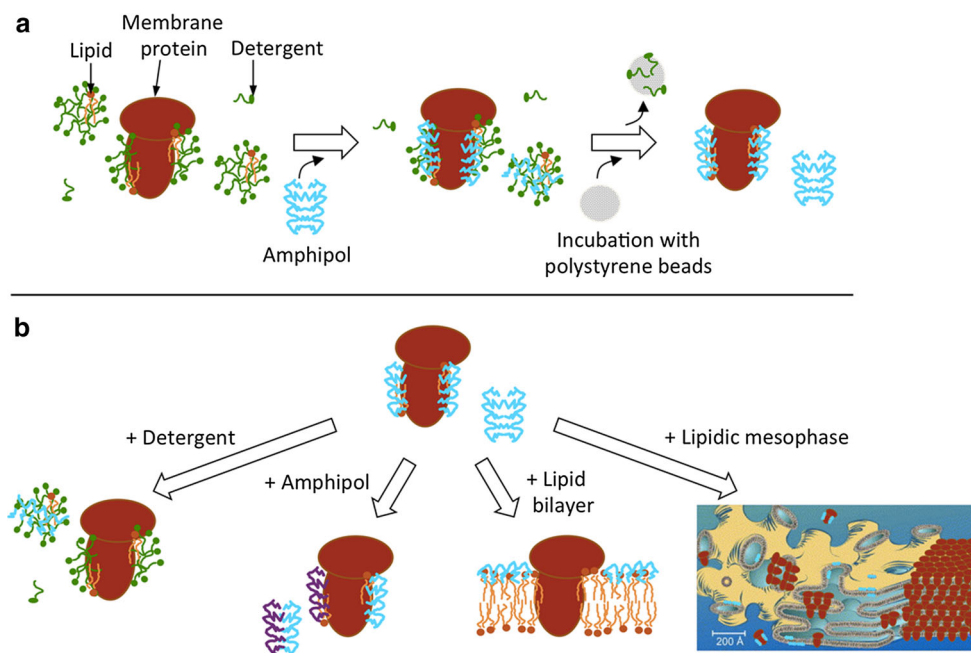 a
Membrane
protein
Lipid
Detergent
Amphipol
Incubation with
polystyrene beads
b
+ Detergent
+ Amphipol
+ Lipid
bilayer
+ Lipidic mesophase
200 Å